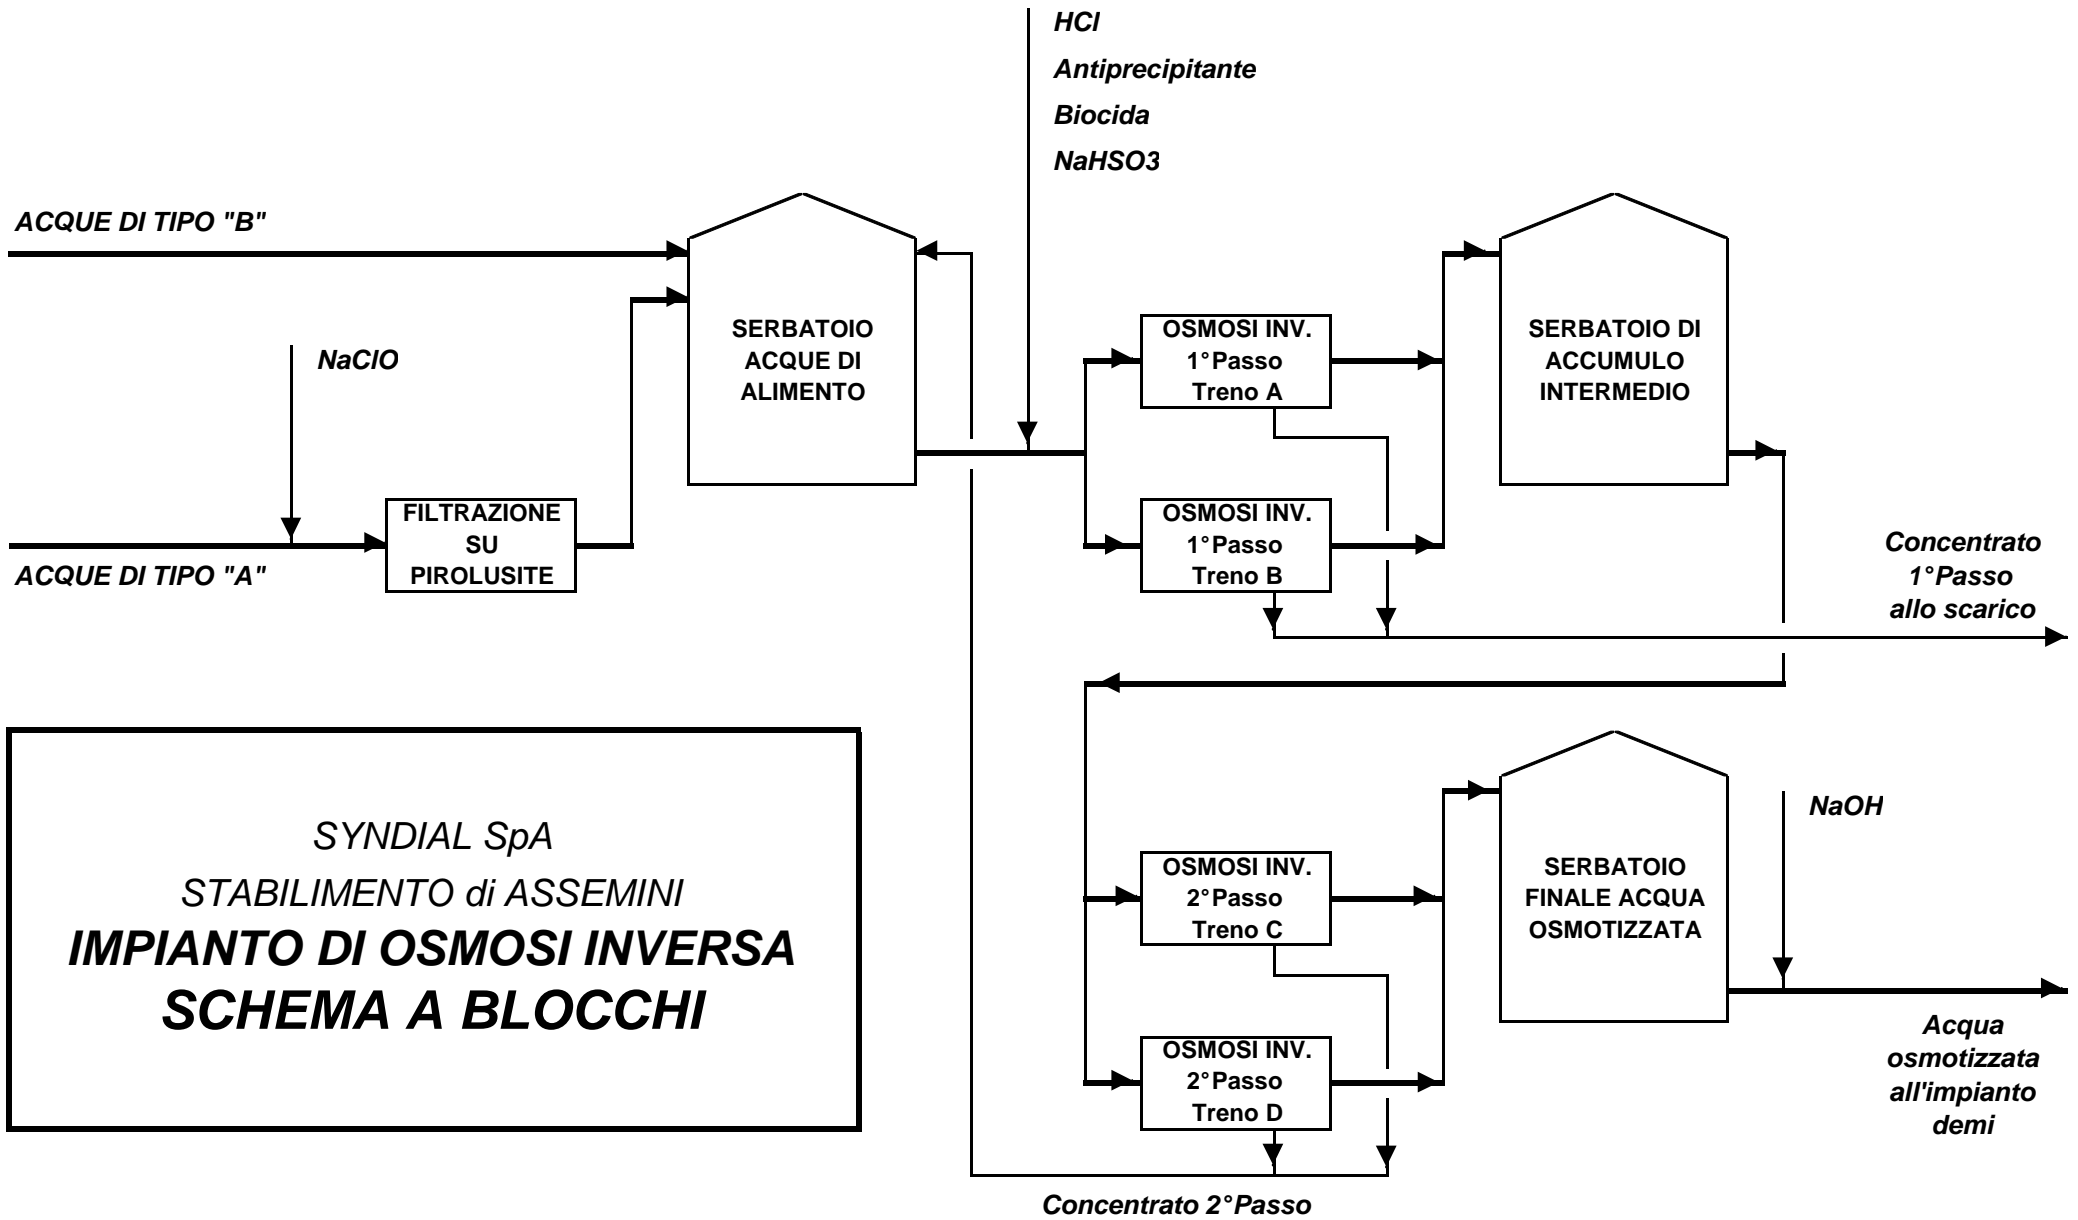 HCl
Antiprecipitante
Biocida
NaHSO3
ACQUE DI TIPO "B"
SERBATOIO
ACQUE DI
ALIMENTO
OSMOSI INV.
1°Passo
Treno A
SERBATOIO DI
ACCUMULO
INTERMEDIO
NaClO
FILTRAZIONE
SU
PIROLUSITE
ACQUE DI TIPO "A"
OSMOSI INV.
1°Passo
Treno B
Concentrato
1°Passo
allo scarico
SYNDIAL SpA
STABILIMENTO di ASSEMINI
IMPIANTO DI OSMOSI INVERSA
SCHEMA A BLOCCHI
OSMOSI INV.
2°Passo
Treno C
SERBATOIO
FINALE ACQUA
OSMOTIZZATA
NaOH
OSMOSI INV.
2°Passo
Treno D
Acqua
osmotizzata
all'impianto
demi
Concentrato 2°Passo